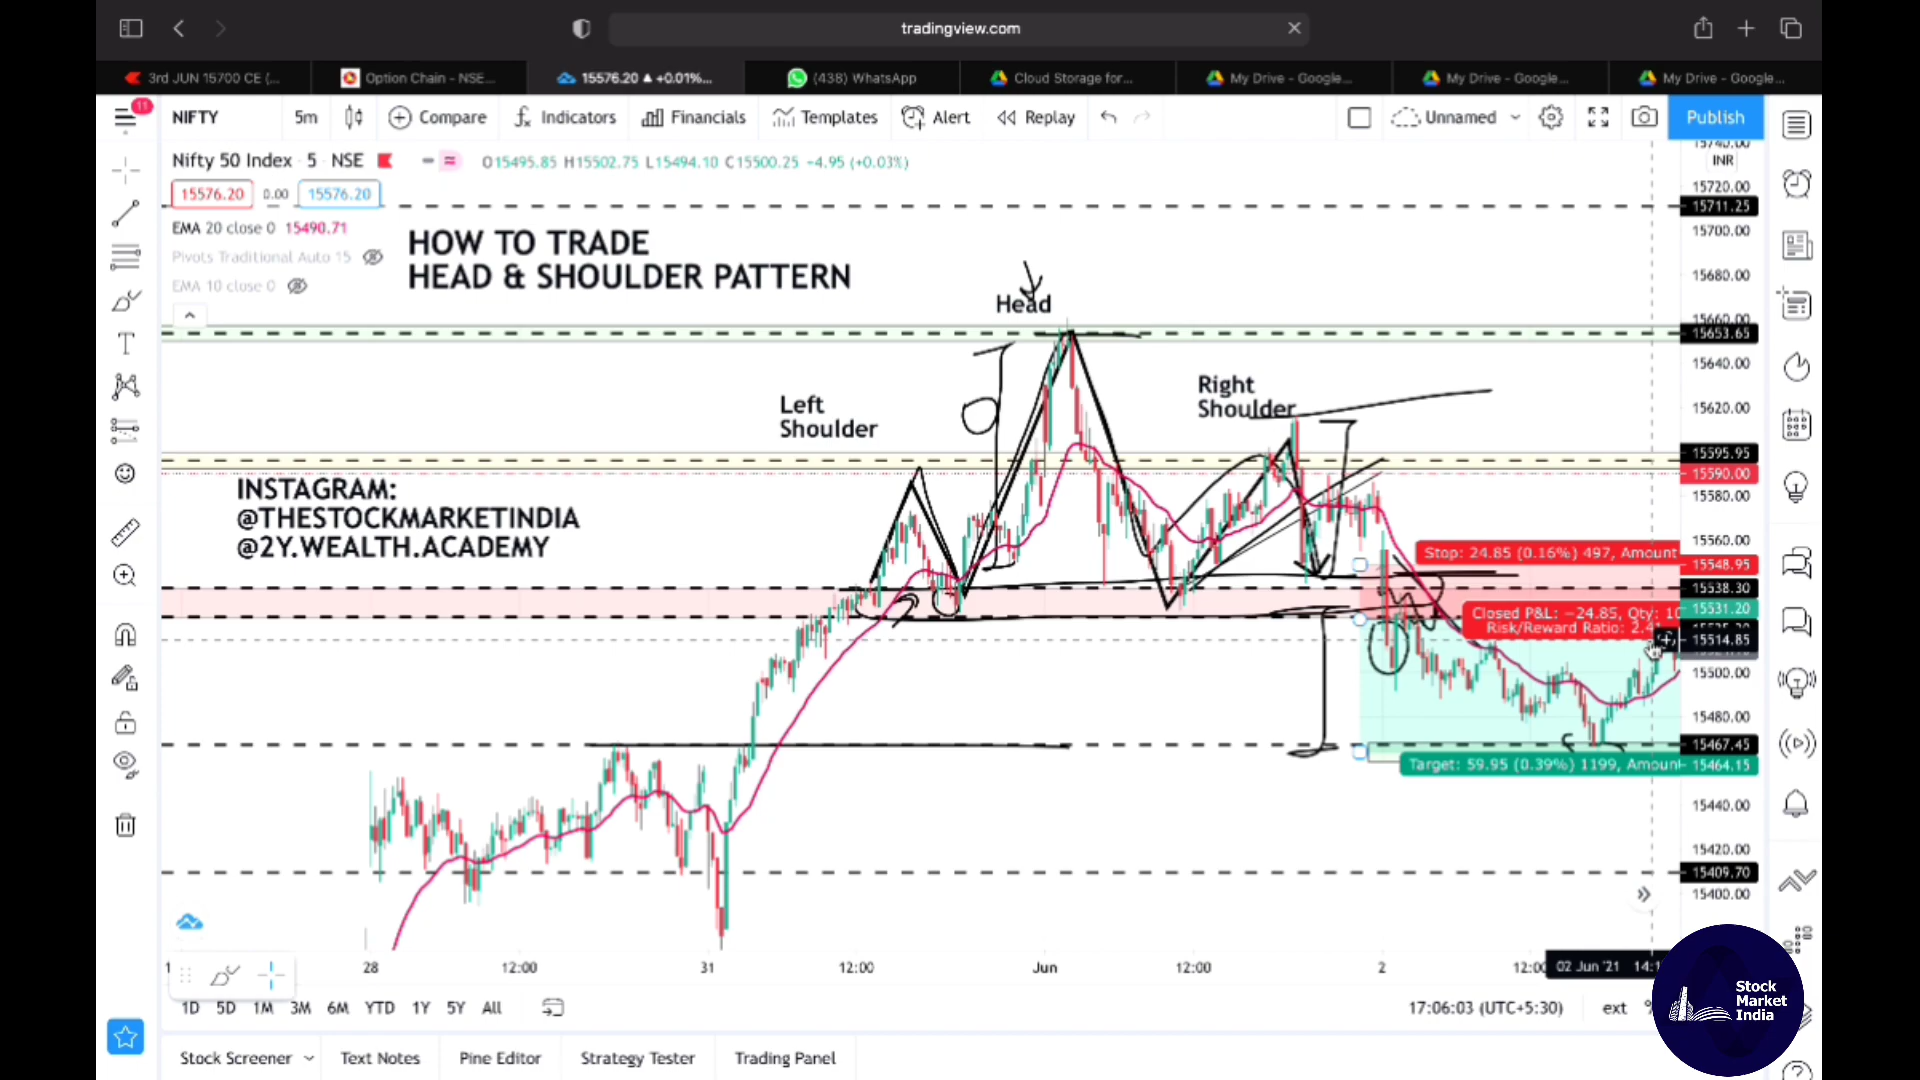 tradingview.com
3rd JUN 15700 CE (...
Option Chain - NSE...
15576.20 ▲ +0.01%...
(438) WhatsApp
Cloud Storage for...
My Drive - Google...
My Drive - Google...
My Drive - Google...
11
NIFTY
5m
Compare
Indicators
Financials
Templates
Alert
Replay
Unnamed
Publish
Nifty 50 Index · 5 · NSE
O15495.85 H15502.75 L15494.10 C15500.25 −4.95 (+0.03%)
15576.20
0.00
15576.20
EMA 20 close 0 15490.71
Pivots Traditional Auto 15
EMA 10 close 0
HOW TO TRADE
HEAD & SHOULDER PATTERN
Head
Left
Shoulder
Right
Shoulder
INSTAGRAM:
@THESTOCKMARKETINDIA
@2Y.WEALTH.ACADEMY
Stop: 24.85 (0.16%) 497, Amount
Closed P&L: −24.85, Qty: 10
Risk/Reward Ratio: 2.4
Target: 59.95 (0.39%) 1199, Amount
15740.00
INR
15720.00
15711.25
15700.00
15680.00
15660.00
15653.65
15640.00
15620.00
15595.95
15590.00
15580.00
15560.00
15548.95
15538.30
15531.20
15514.85
15500.00
15480.00
15467.45
15464.15
15440.00
15420.00
15409.70
15400.00
28
12:00
31
12:00
Jun
12:00
2
12:00
02 Jun '21 14:1
1D
5D
1M
3M
6M
YTD
1Y
5Y
All
17:06:03 (UTC+5:30)
ext
%
Stock Screener
Text Notes
Pine Editor
Strategy Tester
Trading Panel
Stock
Market
India